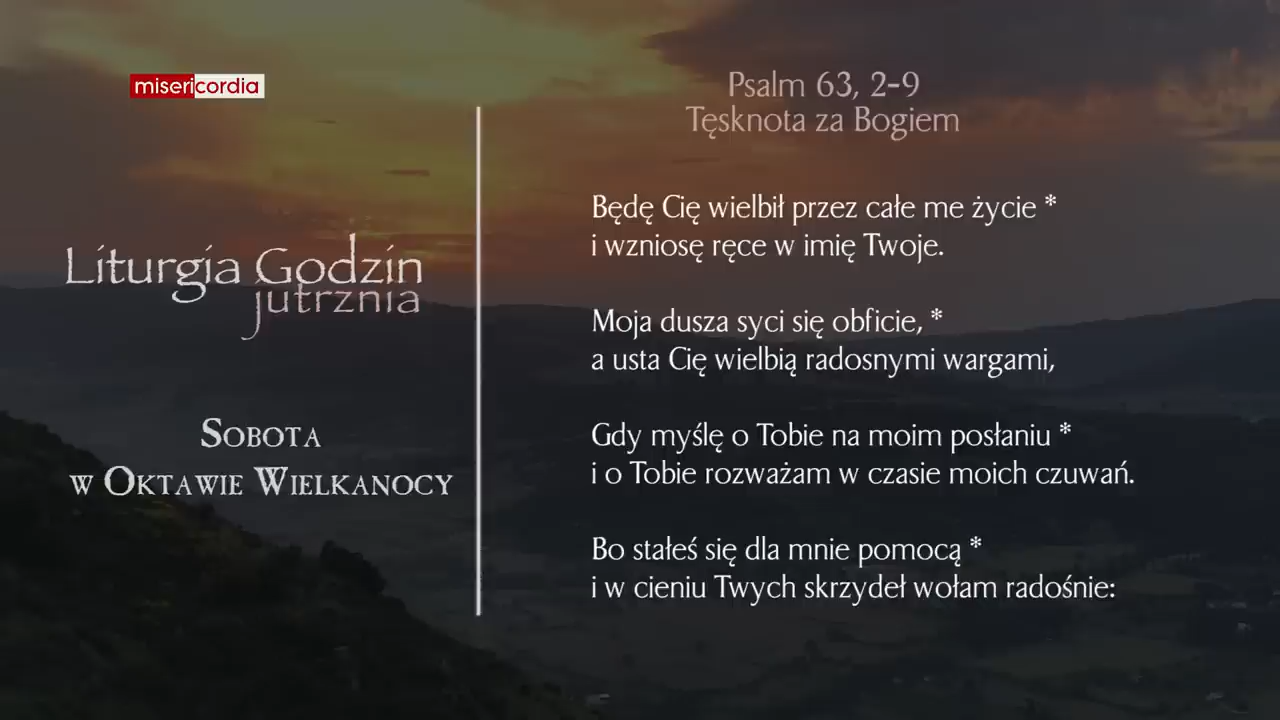 misericordia
Liturgia Godzin
jutrznia
Sobota
w Oktawie Wielkanocy
Psalm 63, 2-9
Tęsknota za Bogiem
Będę Cię wielbił przez całe me życie *
i wzniosę ręce w imię Twoje.
Moja dusza syci się obficie, *
a usta Cię wielbią radosnymi wargami,
Gdy myślę o Tobie na moim posłaniu *
i o Tobie rozważam w czasie moich czuwań.
Bo stałeś się dla mnie pomocą *
i w cieniu Twych skrzydeł wołam radośnie: